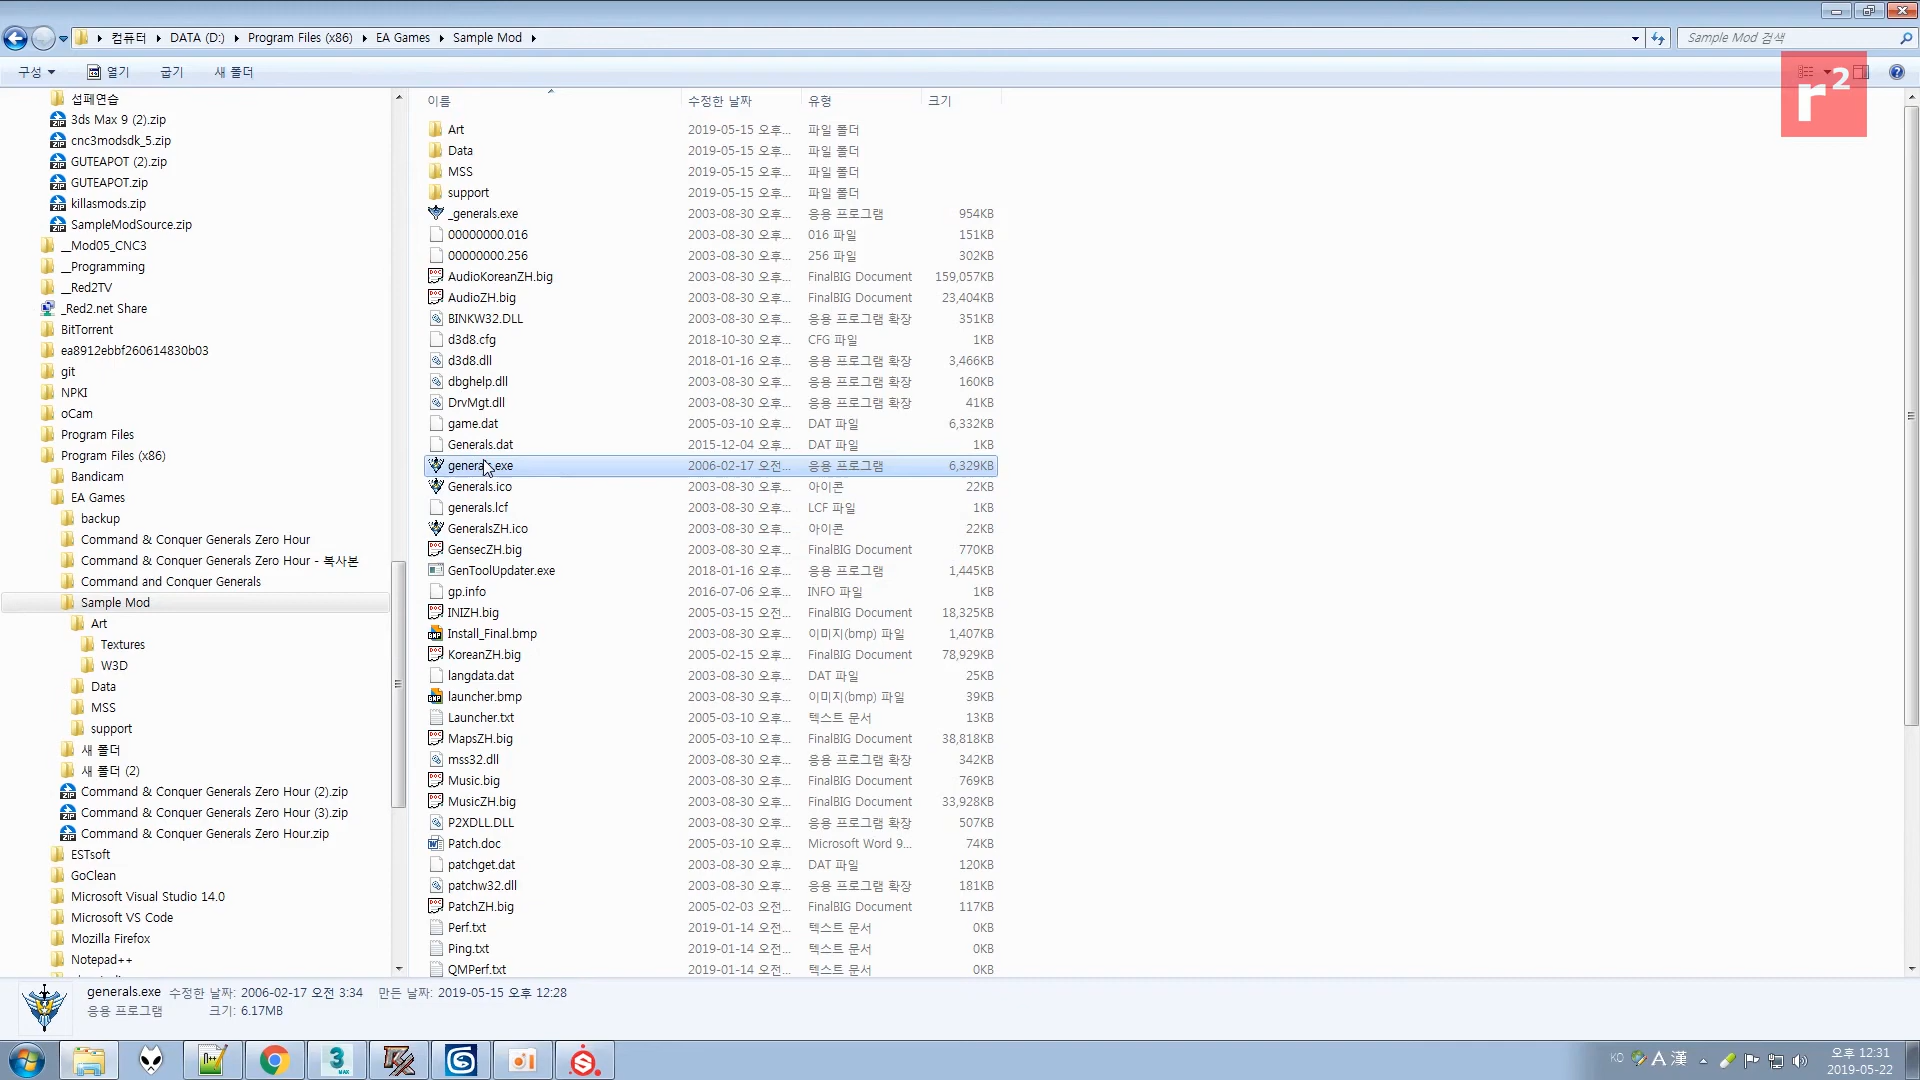 컴퓨터 DATA (D:) Program Files (x86) EA Games Sample Mod
Sample Mod 검색
구성 열기 굽기 새 폴더
r2
섭페연습
3ds Max 9 (2).zip
cnc3modsdk_5.zip
GUTEAPOT (2).zip
GUTEAPOT.zip
killasmods.zip
SampleModSource.zip
__Mod05_CNC3
__Programming
__Red2TV
_Red2.net Share
BitTorrent
ea8912ebbf260614830b03
git
NPKI
oCam
Program Files
Program Files (x86)
Bandicam
EA Games
backup
Command & Conquer Generals Zero Hour
Command & Conquer Generals Zero Hour - 복사본
Command and Conquer Generals
Sample Mod
Art
Textures
W3D
Data
MSS
support
새 폴더
새 폴더 (2)
Command & Conquer Generals Zero Hour (2).zip
Command & Conquer Generals Zero Hour (3).zip
Command & Conquer Generals Zero Hour.zip
ESTsoft
GoClean
Microsoft Visual Studio 14.0
Microsoft VS Code
Mozilla Firefox
Notepad++
이름 수정한 날짜 유형 크기
Art 2019-05-15 오후... 파일 폴더
Data 2019-05-15 오후... 파일 폴더
MSS 2019-05-15 오후... 파일 폴더
support 2019-05-15 오후... 파일 폴더
_generals.exe 2003-08-30 오후... 응용 프로그램 954KB
00000000.016 2003-08-30 오후... 016 파일 151KB
00000000.256 2003-08-30 오후... 256 파일 302KB
AudioKoreanZH.big 2003-08-30 오후... FinalBIG Document 159,057KB
AudioZH.big 2003-08-30 오후... FinalBIG Document 23,404KB
BINKW32.DLL 2003-08-30 오후... 응용 프로그램 확장 351KB
d3d8.cfg 2018-10-30 오후... CFG 파일 1KB
d3d8.dll 2018-01-16 오후... 응용 프로그램 확장 3,466KB
dbghelp.dll 2003-08-30 오후... 응용 프로그램 확장 160KB
DrvMgt.dll 2003-08-30 오후... 응용 프로그램 확장 41KB
game.dat 2005-03-10 오후... DAT 파일 6,332KB
Generals.dat 2015-12-04 오후... DAT 파일 1KB
generals.exe 2006-02-17 오전... 응용 프로그램 6,329KB
Generals.ico 2003-08-30 오후... 아이콘 22KB
generals.lcf 2003-08-30 오후... LCF 파일 1KB
GeneralsZH.ico 2003-08-30 오후... 아이콘 22KB
GensecZH.big 2003-08-30 오후... FinalBIG Document 770KB
GenToolUpdater.exe 2018-01-16 오후... 응용 프로그램 1,445KB
gp.info 2016-07-06 오후... INFO 파일 1KB
INIZH.big 2005-03-15 오전... FinalBIG Document 18,325KB
Install_Final.bmp 2003-08-30 오후... 이미지(bmp) 파일 1,407KB
KoreanZH.big 2005-02-15 오후... FinalBIG Document 78,929KB
langdata.dat 2003-08-30 오후... DAT 파일 25KB
launcher.bmp 2003-08-30 오후... 이미지(bmp) 파일 39KB
Launcher.txt 2005-03-10 오후... 텍스트 문서 13KB
MapsZH.big 2005-03-10 오후... FinalBIG Document 38,818KB
mss32.dll 2003-08-30 오후... 응용 프로그램 확장 342KB
Music.big 2003-08-30 오후... FinalBIG Document 769KB
MusicZH.big 2003-08-30 오후... FinalBIG Document 33,928KB
P2XDLL.DLL 2003-08-30 오후... 응용 프로그램 확장 507KB
Patch.doc 2005-03-10 오후... Microsoft Word 9... 74KB
patchget.dat 2003-08-30 오후... DAT 파일 120KB
patchw32.dll 2003-08-30 오후... 응용 프로그램 확장 181KB
PatchZH.big 2005-02-03 오전... FinalBIG Document 117KB
Perf.txt 2019-01-14 오전... 텍스트 문서 0KB
Ping.txt 2019-01-14 오전... 텍스트 문서 0KB
QMPerf.txt 2019-01-14 오전... 텍스트 문서 0KB
generals.exe 수정한 날짜: 2006-02-17 오전 3:34 만든 날짜: 2019-05-15 오후 12:28
응용 프로그램 크기: 6.17MB
KO A 漢
오후 12:31
2019-05-22